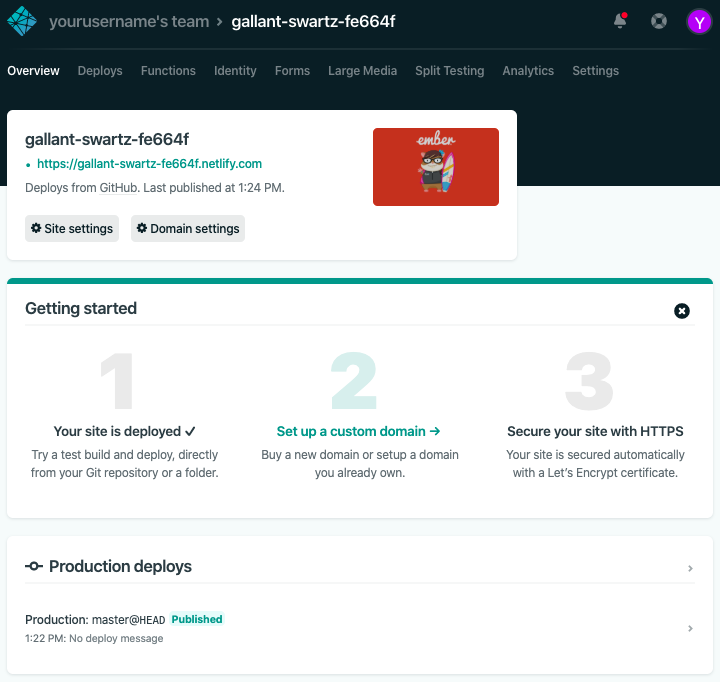 yourusername's team > gallant-swartz-fe664f
Y
Overview Deploys Functions Identity Forms Large Media Split Testing Analytics Settings
gallant-swartz-fe664f
https://gallant-swartz-fe664f.netlify.com
Deploys from GitHub. Last published at 1:24 PM.
ember
Site settings Domain settings
Getting started
1
Your site is deployed ✓
Try a test build and deploy, directly
from your Git repository or a folder.
2
Set up a custom domain →
Buy a new domain or setup a domain
you already own.
3
Secure your site with HTTPS
Your site is secured automatically
with a Let's Encrypt certificate.
Production deploys
Production: master@HEAD Published
1:22 PM: No deploy message